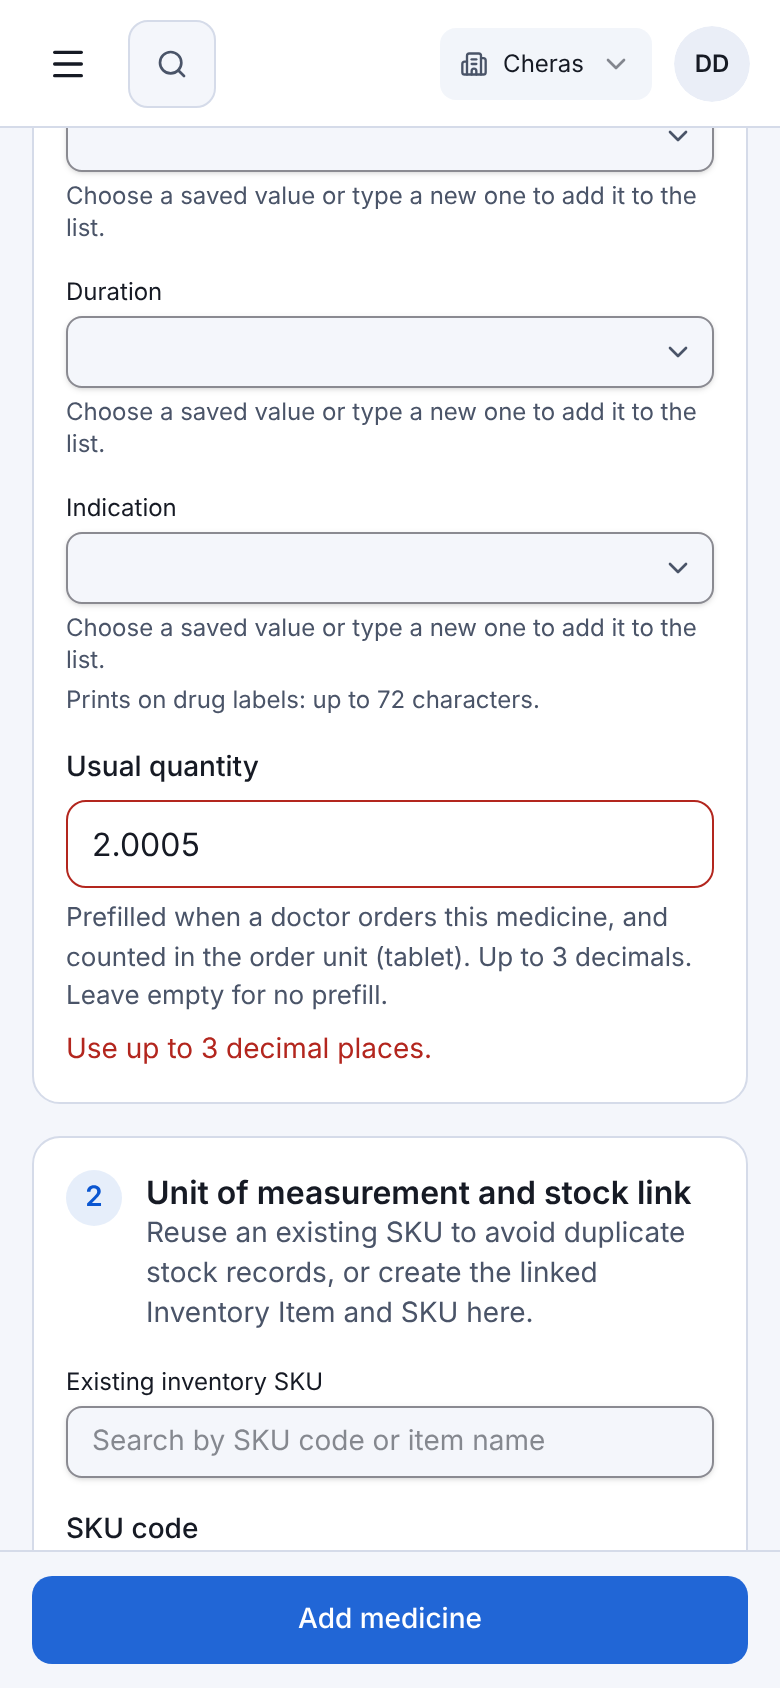 Cheras
DD
Choose a saved value or type a new one to add it to the
list.
Duration
Choose a saved value or type a new one to add it to the
list.
Indication
Choose a saved value or type a new one to add it to the
list.
Prints on drug labels: up to 72 characters.
Usual quantity
2.0005
Prefilled when a doctor orders this medicine, and
counted in the order unit (tablet). Up to 3 decimals.
Leave empty for no prefill.
Use up to 3 decimal places.
2
Unit of measurement and stock link
Reuse an existing SKU to avoid duplicate
stock records, or create the linked
Inventory Item and SKU here.
Existing inventory SKU
Search by SKU code or item name
SKU code
Add medicine